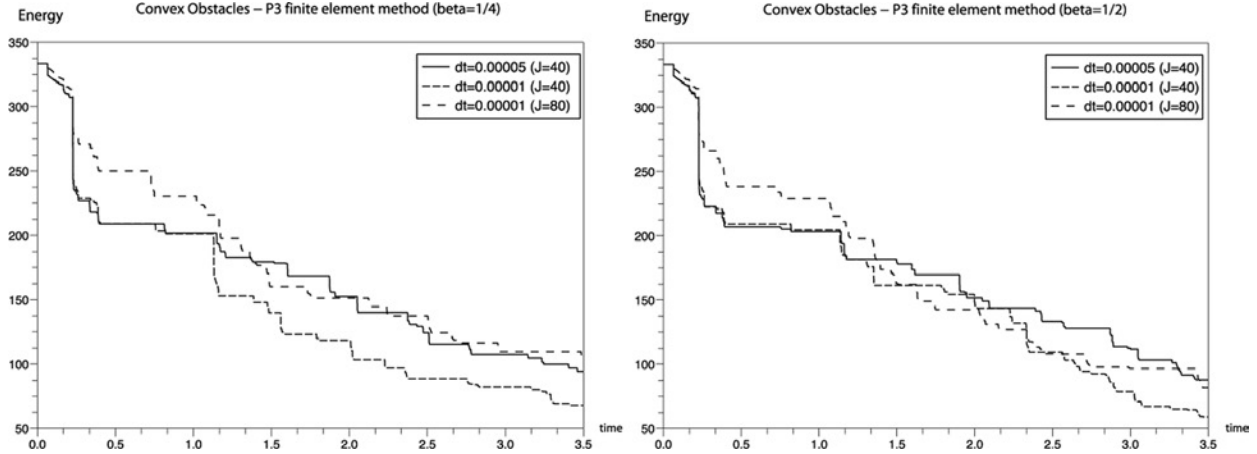 Convex Obstacles – P3 finite element method (beta=1/4)
Energy
350
300
250
200
150
100
50
0.0 0.5 1.0 1.5 2.0 2.5 3.0 3.5
time
dt=0.00005 (J=40)
dt=0.00001 (J=40)
dt=0.00001 (J=80)
Convex Obstacles – P3 finite element method (beta=1/2)
Energy
350
300
250
200
150
100
50
0.0 0.5 1.0 1.5 2.0 2.5 3.0 3.5
time
dt=0.00005 (J=40)
dt=0.00001 (J=40)
dt=0.00001 (J=80)